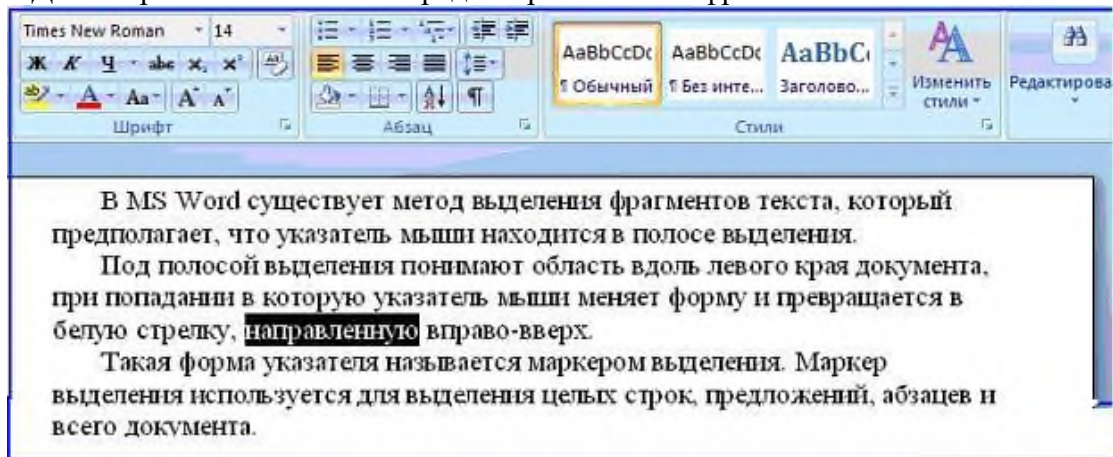 Times New Roman 14
Ж К Ч abe x, x²
A Aa A A
AaBbCcDc AaBbCcDc AaBbC
¶ Обычный ¶ Без инте... Заголово...
Изменить стили
Редактирова
Шрифт Абзац Стили
В MS Word существует метод выделения фрагментов текста, который
предполагает, что указатель мыши находится в полосе выделения.
Под полосой выделения понимают область вдоль левого края документа,
при попадании в которую указатель мыши меняет форму и превращается в
белую стрелку, направленную вправо-вверх.
Такая форма указателя называется маркером выделения. Маркер
выделения используется для выделения целых строк, предложений, абзацев и
всего документа.